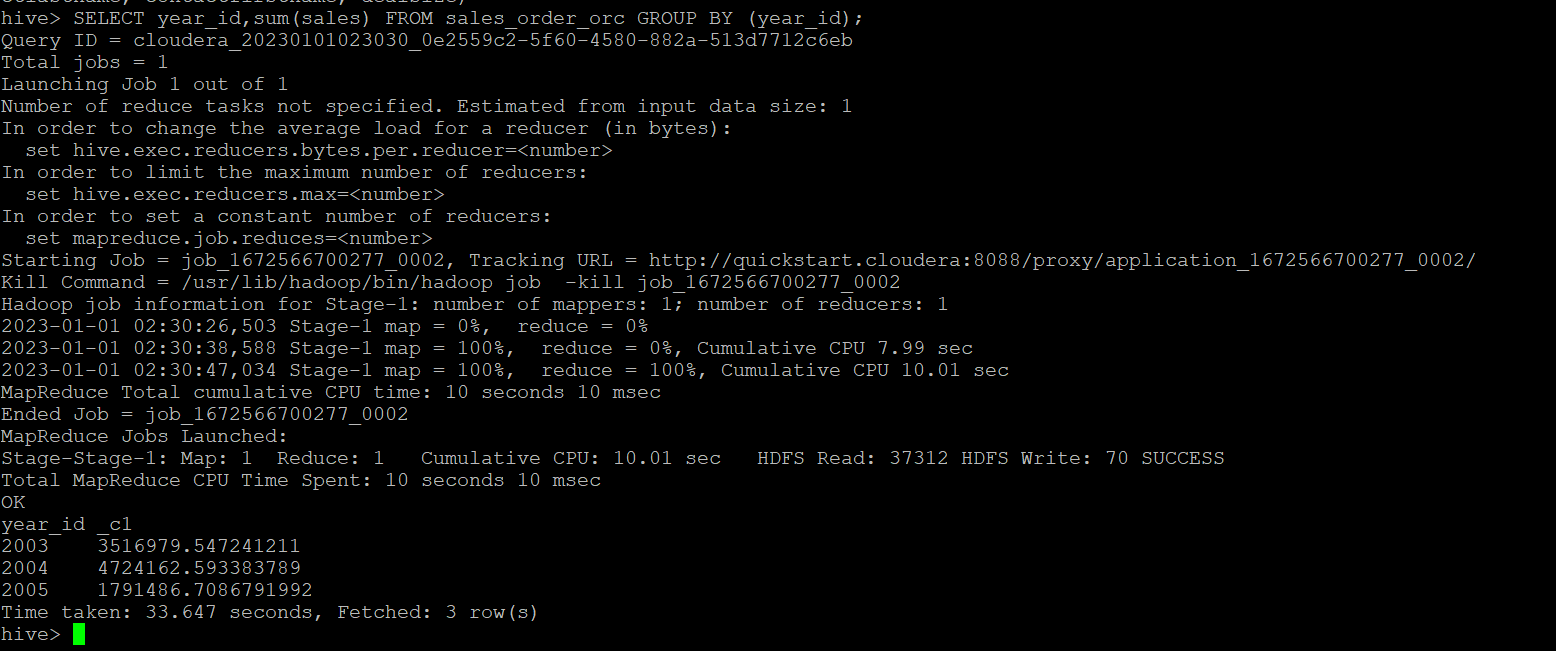 hive> SELECT year_id,sum(sales) FROM sales_order_orc GROUP BY (year_id);
Query ID = cloudera_20230101023030_0e2559c2-5f60-4580-882a-513d7712c6eb
Total jobs = 1
Launching Job 1 out of 1
Number of reduce tasks not specified. Estimated from input data size: 1
In order to change the average load for a reducer (in bytes):
  set hive.exec.reducers.bytes.per.reducer=<number>
In order to limit the maximum number of reducers:
  set hive.exec.reducers.max=<number>
In order to set a constant number of reducers:
  set mapreduce.job.reduces=<number>
Starting Job = job_1672566700277_0002, Tracking URL = http://quickstart.cloudera:8088/proxy/application_1672566700277_0002/
Kill Command = /usr/lib/hadoop/bin/hadoop job  -kill job_1672566700277_0002
Hadoop job information for Stage-1: number of mappers: 1; number of reducers: 1
2023-01-01 02:30:26,503 Stage-1 map = 0%,  reduce = 0%
2023-01-01 02:30:38,588 Stage-1 map = 100%,  reduce = 0%, Cumulative CPU 7.99 sec
2023-01-01 02:30:47,034 Stage-1 map = 100%,  reduce = 100%, Cumulative CPU 10.01 sec
MapReduce Total cumulative CPU time: 10 seconds 10 msec
Ended Job = job_1672566700277_0002
MapReduce Jobs Launched:
Stage-Stage-1: Map: 1  Reduce: 1   Cumulative CPU: 10.01 sec   HDFS Read: 37312 HDFS Write: 70 SUCCESS
Total MapReduce CPU Time Spent: 10 seconds 10 msec
OK
year_id _c1
2003    3516979.547241211
2004    4724162.593383789
2005    1791486.7086791992
Time taken: 33.647 seconds, Fetched: 3 row(s)
hive>